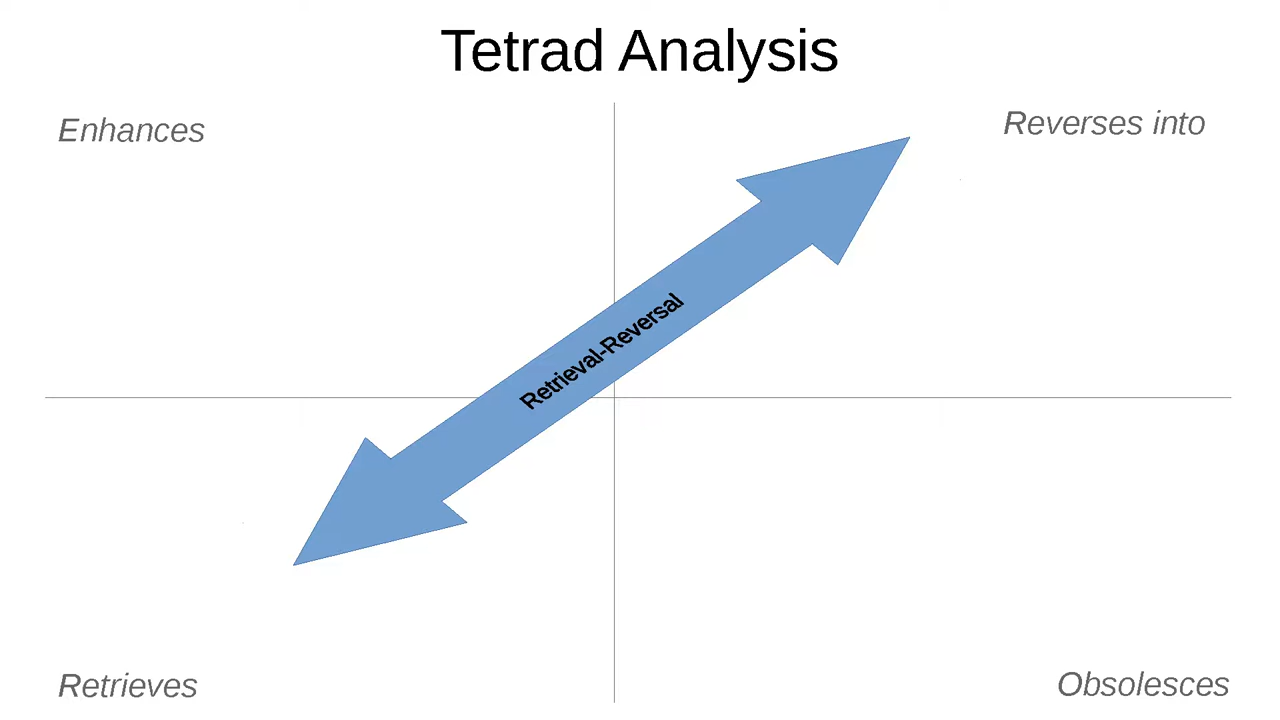 Tetrad Analysis
Enhances
Reverses into
Retrieval-Reversal
Retrieves
Obsolesces